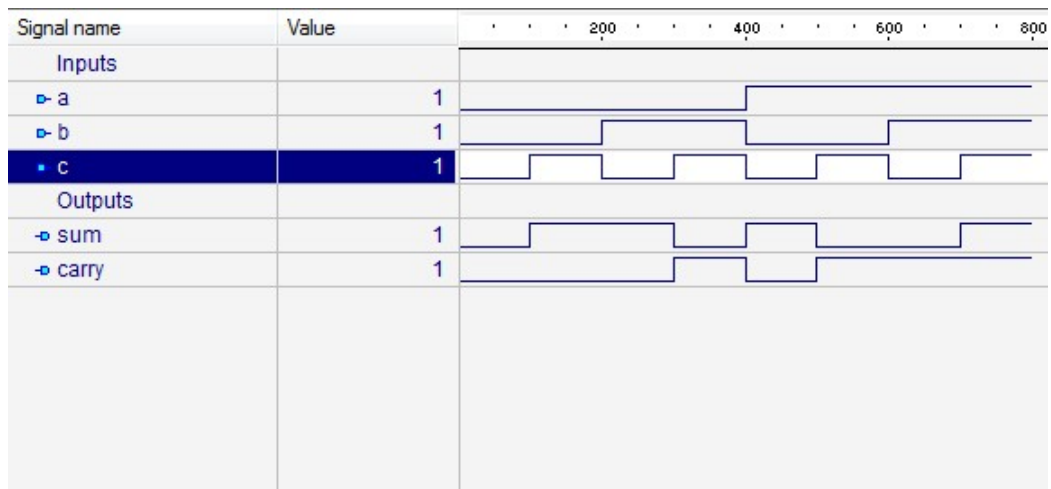 Signal name Value 200 400 600 800
Inputs
a 1
b 1
c 1
Outputs
sum 1
carry 1